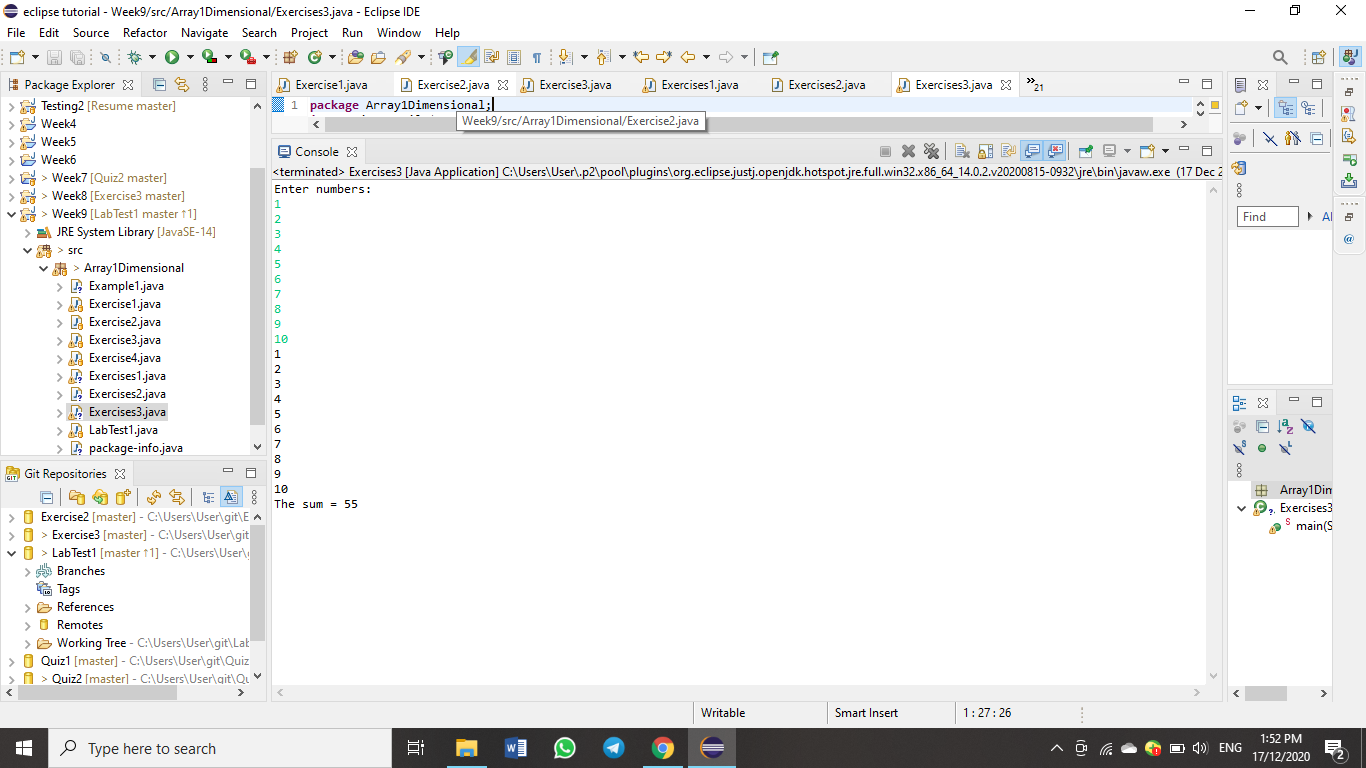 eclipse tutorial - Week9/src/Array1Dimensional/Exercises3.java - Eclipse IDE
File Edit Source Refactor Navigate Search Project Run Window Help
Package Explorer
Testing2 [Resume master]
Week4
Week5
Week6
> Week7 [Quiz2 master]
> Week8 [Exercise3 master]
> Week9 [LabTest1 master ↑1]
JRE System Library [JavaSE-14]
> src
> Array1Dimensional
Example1.java
Exercise1.java
Exercise2.java
Exercise3.java
Exercise4.java
Exercises1.java
Exercises2.java
Exercises3.java
LabTest1.java
package-info.java
Git Repositories
Exercise2 [master] - C:\Users\User\git\E
> Exercise3 [master] - C:\Users\User\git
> LabTest1 [master ↑1] - C:\Users\User\
Branches
Tags
References
Remotes
Working Tree - C:\Users\User\git\Lab
Quiz1 [master] - C:\Users\User\git\Quiz
> Quiz2 [master] - C:\Users\User\git\Qu
Exercise1.java Exercise2.java Exercise3.java Exercises1.java Exercises2.java Exercises3.java »21
1 package Array1Dimensional;
Week9/src/Array1Dimensional/Exercise2.java
Console
<terminated> Exercises3 [Java Application] C:\Users\User\.p2\pool\plugins\org.eclipse.justj.openjdk.hotspot.jre.full.win32.x86_64_14.0.2.v20200815-0932\jre\bin\javaw.exe (17 Dec 2
Enter numbers:
1
2
3
4
5
6
7
8
9
10
1
2
3
4
5
6
7
8
9
10
The sum = 55
Find
Al
Array1Dim
Exercises3
main(S
Writable Smart Insert 1 : 27 : 26
Type here to search
ENG
1:52 PM
17/12/2020
2